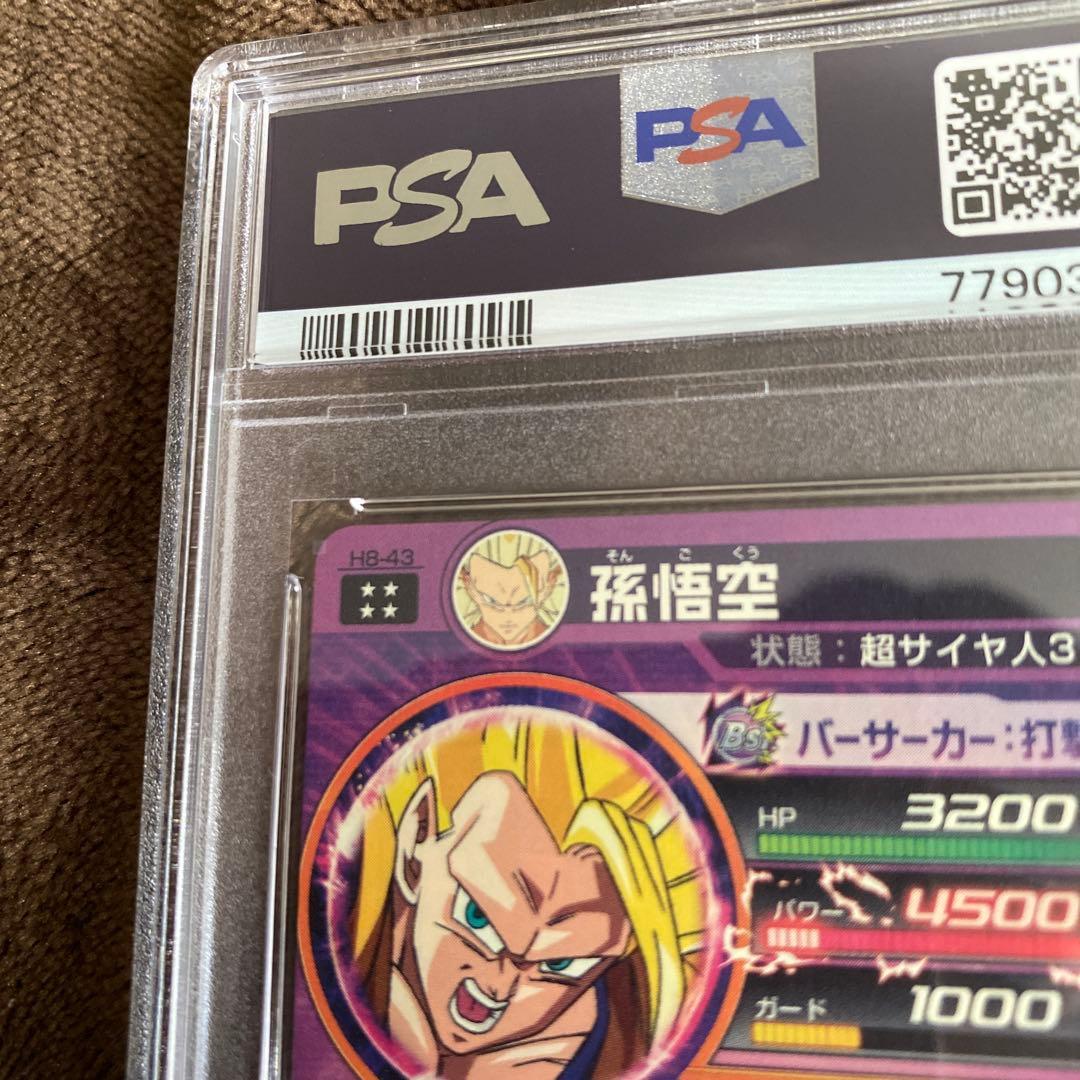 PSA
PSA
77903
H8-43
そん ご くう
孫悟空
状態：超サイヤ人3
Bs バーサーカー：打撃
HP 3200
パワー 4500
ガード 1000